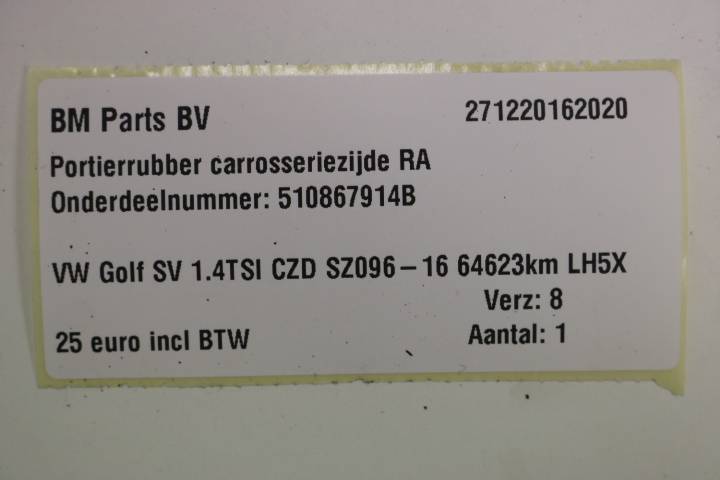 BM Parts BV 271220162020
Portierrubber carrosseriezijde RA
Onderdeelnummer: 510867914B
VW Golf SV 1.4TSI CZD SZ096-16 64623km LH5X
Verz: 8
25 euro incl BTW Aantal: 1